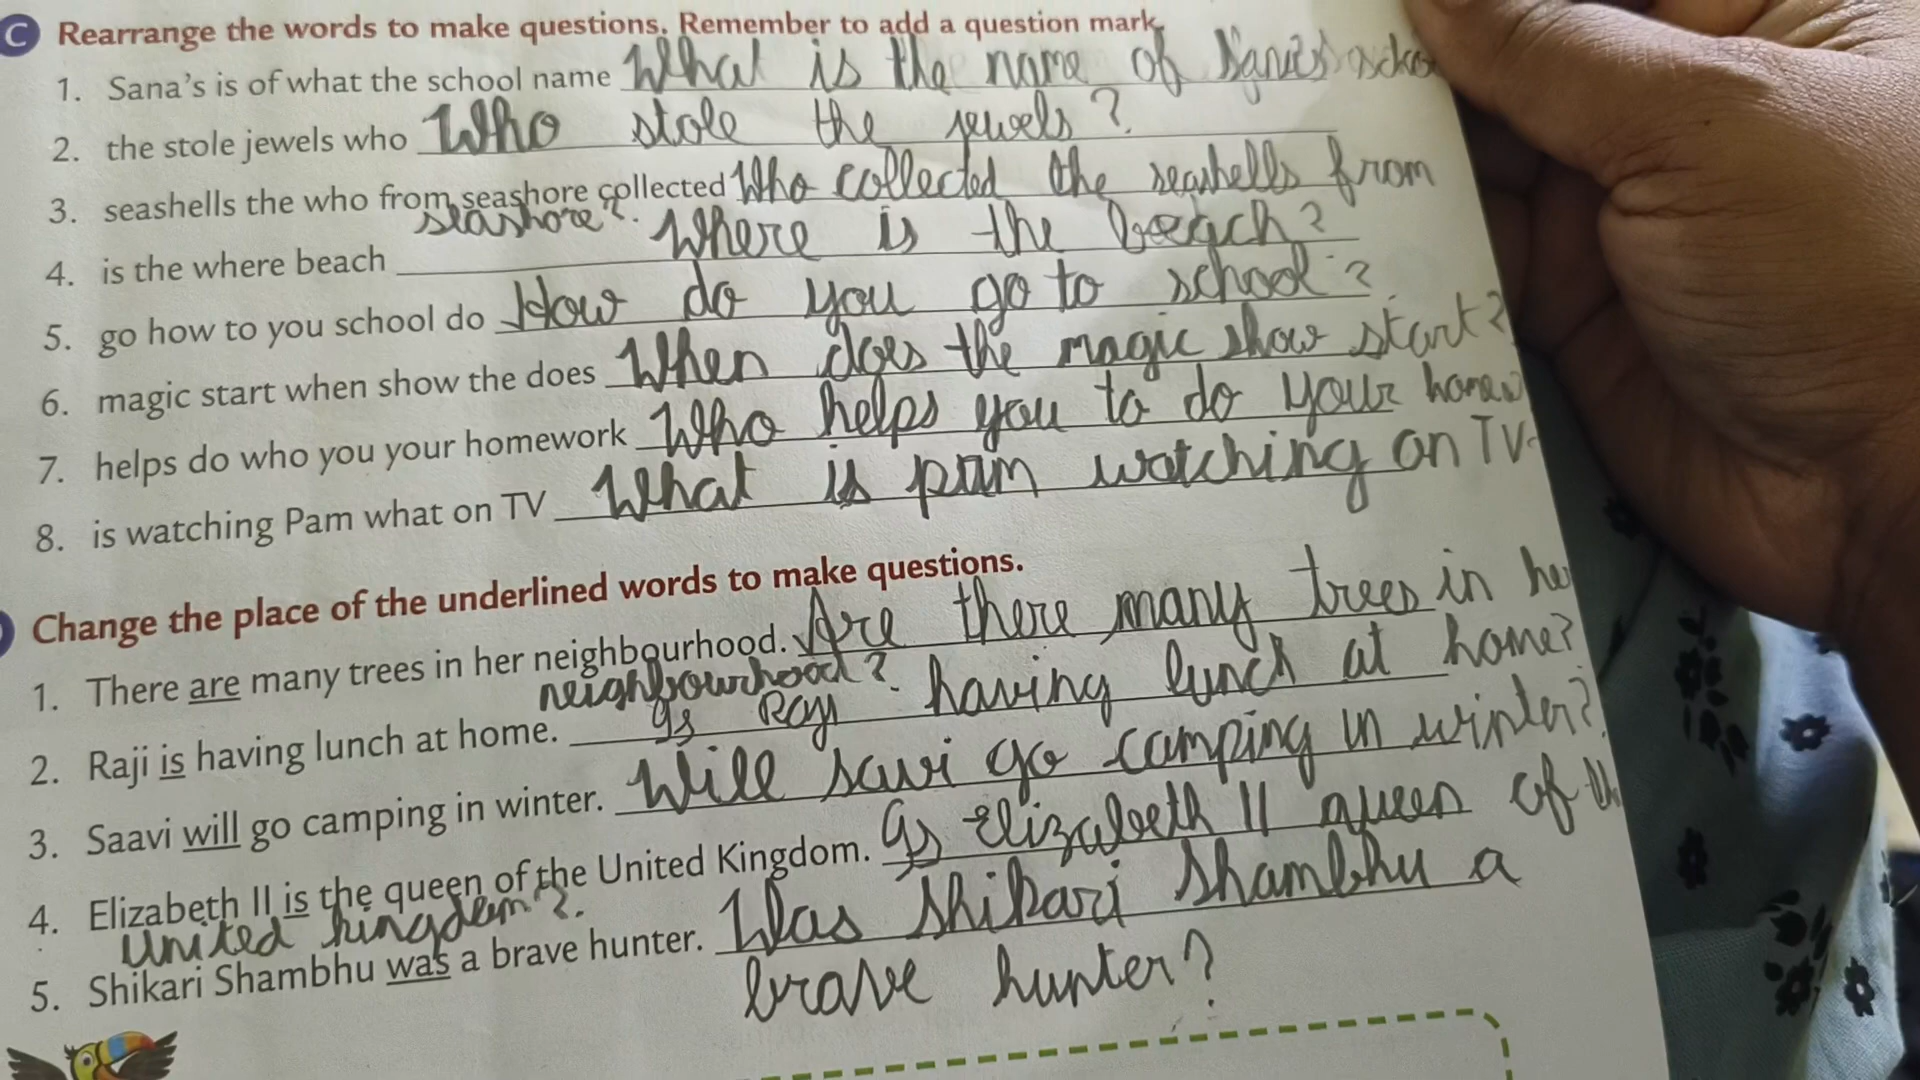 C Rearrange the words to make questions. Remember to add a question mark.
1. Sana's is of what the school name What is the name of Sana's scho
2. the stole jewels who Who stole the jewels?
3. seashells the who from seashore collected Who collected the seashells from
seashore?
4. is the where beach Where is the beach?
5. go how to you school do How do you go to school?
6. magic start when show the does When does the magic show start?
7. helps do who you your homework Who helps you to do your homew
8. is watching Pam what on TV What is pam watching on TV
Change the place of the underlined words to make questions.
1. There are many trees in her neighbourhood. Are there many trees in he
neighbourhood?
2. Raji is having lunch at home. Is Raji having lunch at home?
3. Saavi will go camping in winter. Will savi go camping in winter?
4. Elizabeth II is the queen of the United Kingdom. Is Elizabeth II queen of th
United kingdom?
5. Shikari Shambhu was a brave hunter. Was Shikari Shambhu a
brave hunter?